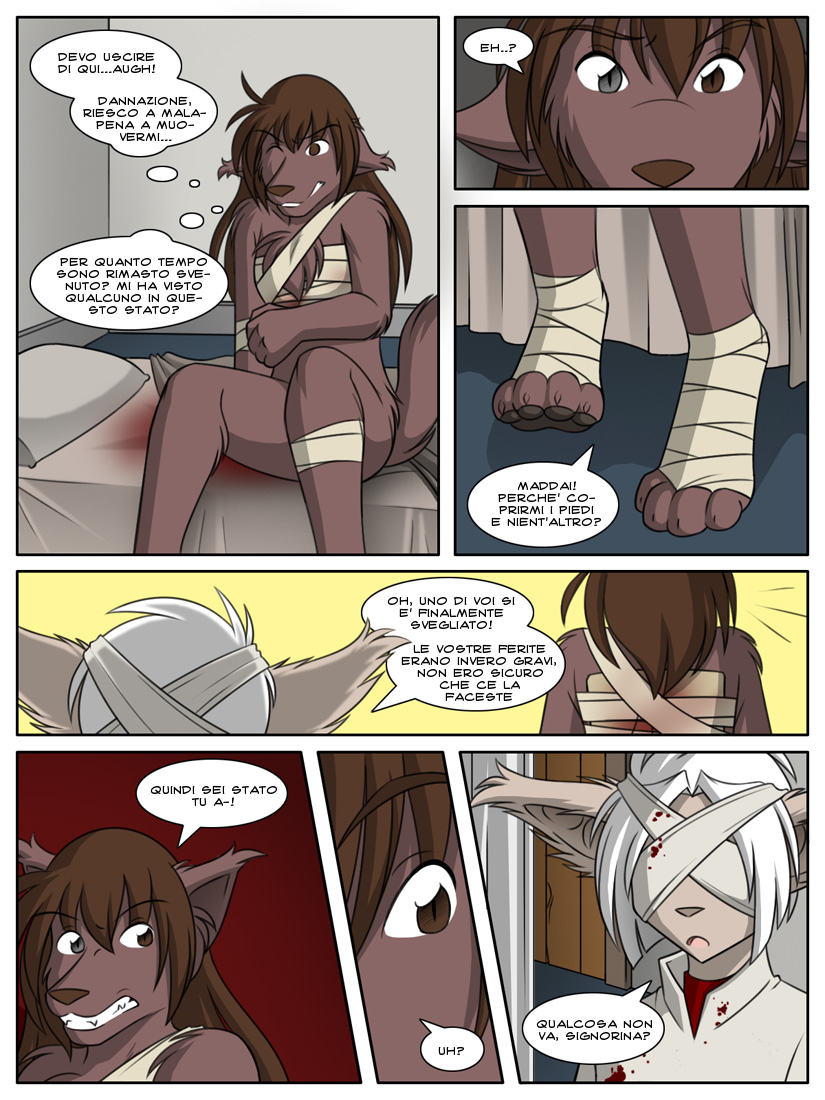 DEVO USCIRE
DI QUI...AUGH!
DANNAZIONE,
RIESCO A MALA-
PENA A MUO-
VERMI...
PER QUANTO TEMPO
SONO RIMASTO SVE-
NUTO? MI HA VISTO
QUALCUNO IN QUE-
STO STATO?
EH..?
MADDAI!
PERCHE' CO-
PRIRMI I PIEDI
E NIENT'ALTRO?
OH, UNO DI VOI SI
E' FINALMENTE
SVEGLIATO!
LE VOSTRE FERITE
ERANO INVERO GRAVI,
NON ERO SICURO
CHE CE LA
FACESTE
QUINDI SEI STATO
TU A-!
UH?
QUALCOSA NON
VA, SIGNORINA?